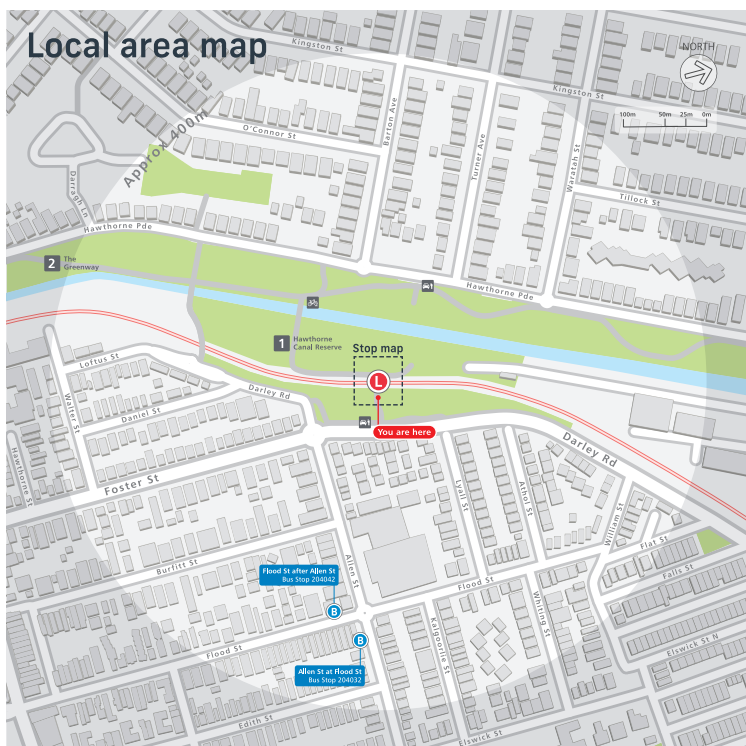 Local area map
NORTH
Kingston St
Kingston St
100m 50m 25m 0m
Barton Ave
O'Connor St
Approx 400m
Turner Ave
Waratah St
Tillock St
Darragh Ln
Hawthorne Pde
2 The
Greenway
Hawthorne Pde
1 Hawthorne
Canal Reserve
Stop map
L
You are here
Loftus St
Darley Rd
Walter St
Daniel St
Darley Rd
Hawthorne St
Foster St
Lyall St
Athol St
William St
Flat St
Falls St
Burfitt St
Allen St
Flood St after Allen St
Bus Stop 204042
B
Flood St
Whiting St
Kalgoorlie St
Elswick St N
B
Flood St
Allen St at Flood St
Bus Stop 204032
Edith St
Elswick St